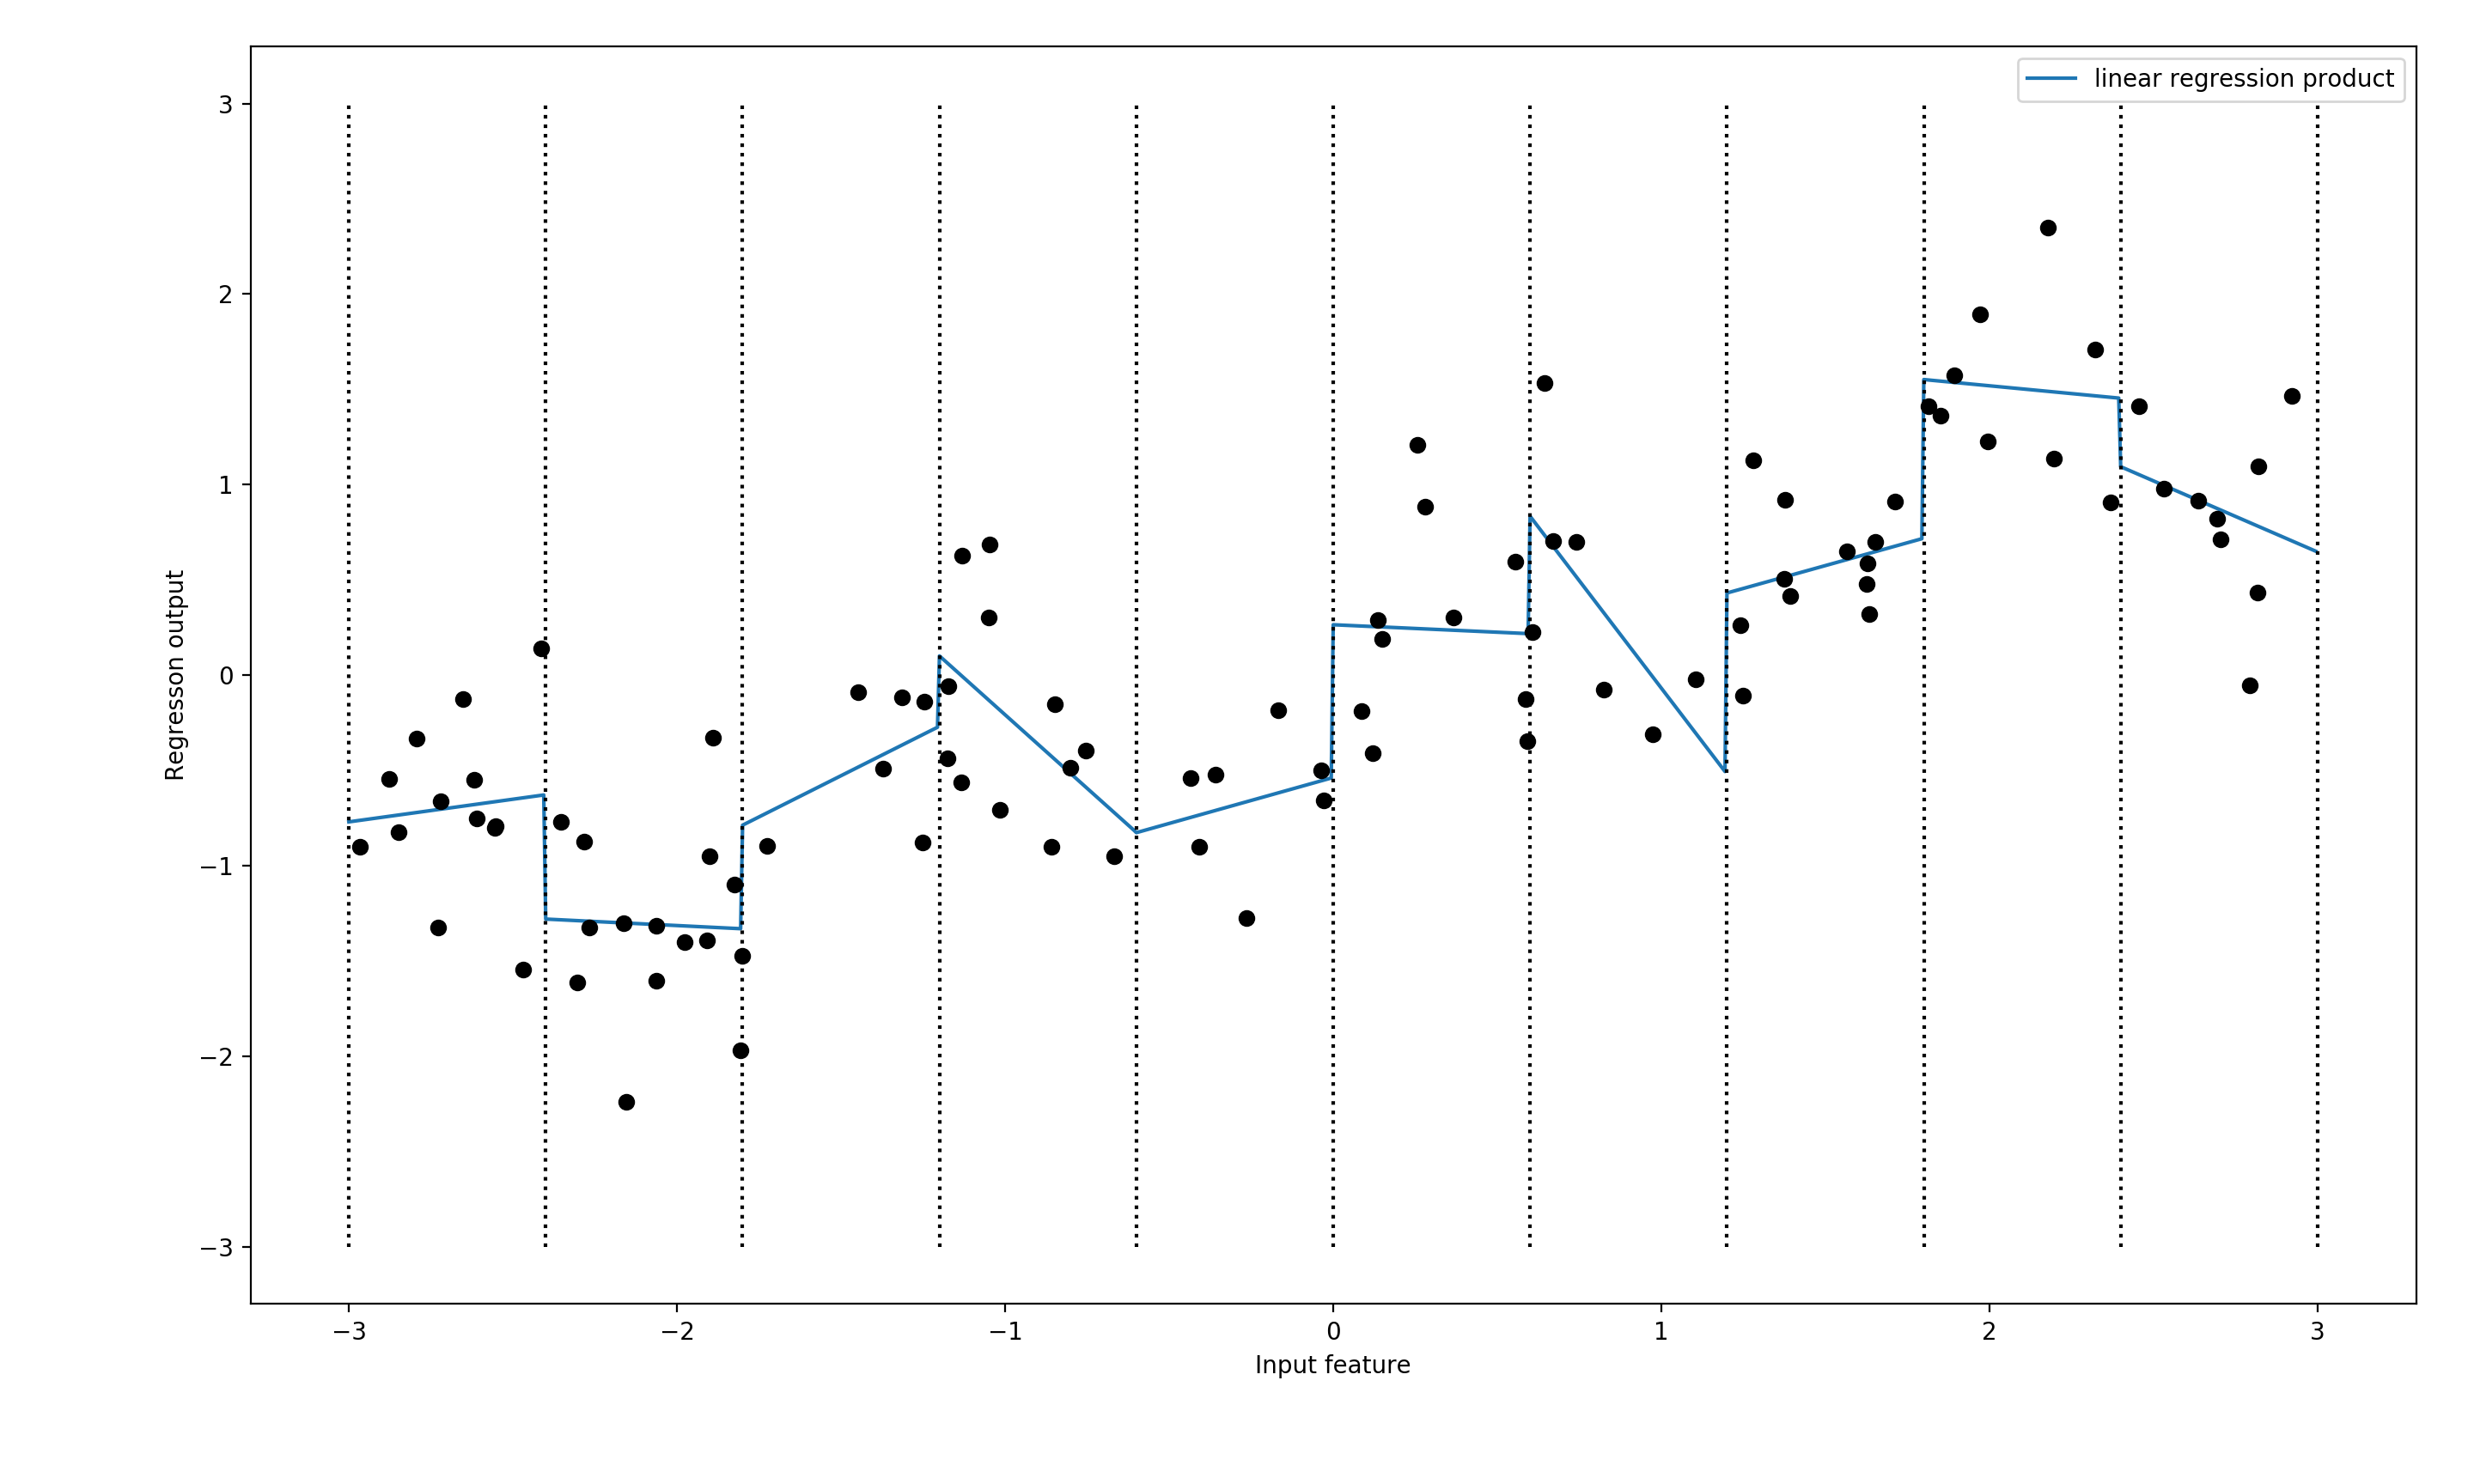 linear regression product
3
2
1
0
−1
−2
−3
Regresson output
−3 −2 −1 0 1 2 3
Input feature